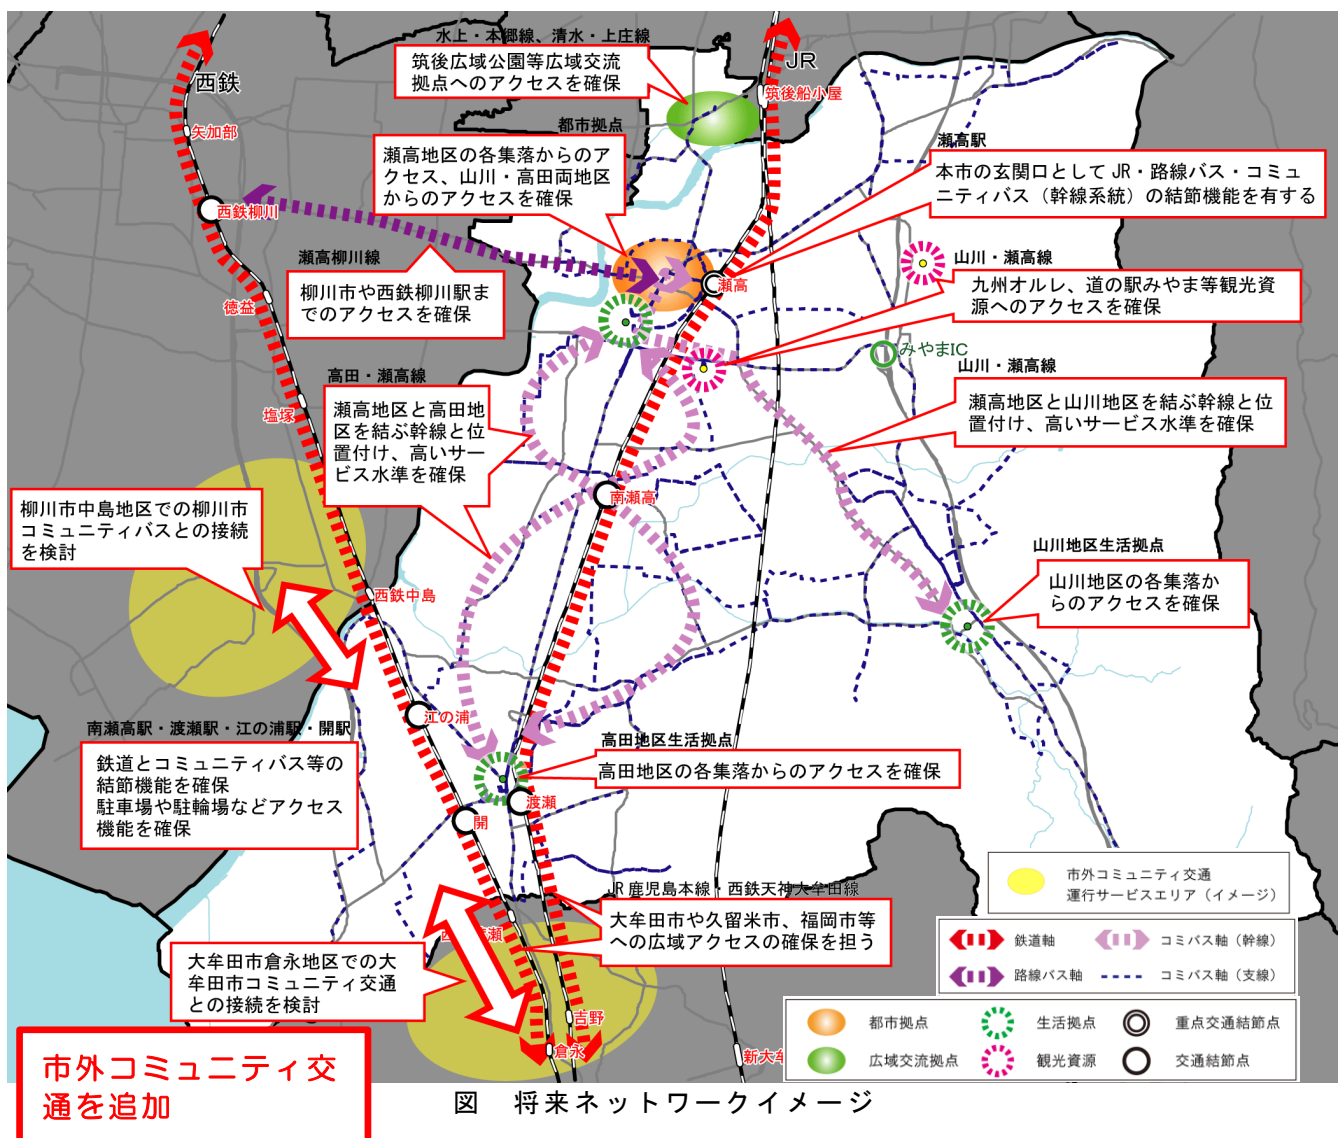 水上・本郷線、清水・上庄線
筑後広域公園等広域交流
拠点へのアクセスを確保
JR
西鉄
筑後船小屋
矢加部
都市拠点
瀬高地区の各集落からのア
クセス、山川・高田両地区
からのアクセスを確保
瀬高駅
本市の玄関口として JR・路線バス・コミュ
ニティバス（幹線系統）の結節機能を有する
西鉄柳川
瀬高柳川線
柳川市や西鉄柳川駅ま
でのアクセスを確保
山川・瀬高線
九州オルレ、道の駅みやま等観光資
源へのアクセスを確保
瀬高
徳益
みやまIC
高田・瀬高線
瀬高地区と高田地
区を結ぶ幹線と位
置付け、高いサー
ビス水準を確保
山川・瀬高線
瀬高地区と山川地区を結ぶ幹線と位
置付け、高いサービス水準を確保
塩塚
南瀬高
柳川市中島地区での柳川市
コミュニティバスとの接続
を検討
山川地区生活拠点
山川地区の各集落か
らのアクセスを確保
西鉄中島
江の浦
南瀬高駅・渡瀬駅・江の浦駅・開駅
鉄道とコミュニティバス等の
結節機能を確保
駐車場や駐輪場などアクセス
機能を確保
高田地区生活拠点
高田地区の各集落からのアクセスを確保
渡瀬
開
JR 鹿児島本線・西鉄天神大牟田線
大牟田市や久留米市、福岡市等
への広域アクセスの確保を担う
大牟田市倉永地区での大
牟田市コミュニティ交通
との接続を検討
吉野
倉永
新大牟
市外コミュニティ交通
運行サービスエリア（イメージ）
鉄道軸
コミバス軸（幹線）
路線バス軸
コミバス軸（支線）
都市拠点
生活拠点
重点交通結節点
広域交流拠点
観光資源
交通結節点
市外コミュニティ交
通を追加
図　将来ネットワークイメージ